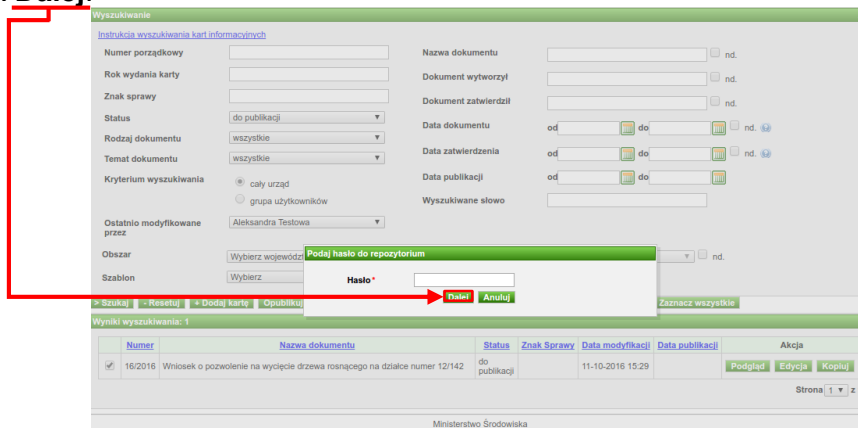 Dalej.
Wyszukiwanie
Instrukcja wyszukiwania kart informacyjnych
Numer porządkowy
Nazwa dokumentu nd.
Rok wydania karty
Dokument wytworzył nd.
Znak sprawy
Dokument zatwierdził nd.
Status do publikacji
Data dokumentu od do nd.
Rodzaj dokumentu wszystkie
Temat dokumentu wszystkie
Data zatwierdzenia od do nd.
Kryterium wyszukiwania cały urząd
Data publikacji od do
grupa użytkowników
Wyszukiwane słowo
Ostatnio modyfikowane przez Aleksandra Testowa
Obszar Wybierz nd.
Szablon Wybierz
Podaj hasło do repozytorium
Hasło*
Dalej Anuluj
> Szukaj - Resetuj + Dodaj kartę Opublikuj Zaznacz wszystkie
Wyniki wyszukiwania: 1
Numer Nazwa dokumentu Status Znak Sprawy Data modyfikacji Data publikacji Akcja
16/2016 Wniosek o pozwolenie na wycięcie drzewa rosnącego na działce numer 12/142 do publikacji 11-10-2016 15:29 Podgląd Edycja Kopiuj
Strona 1 z
Ministerstwo Środowiska